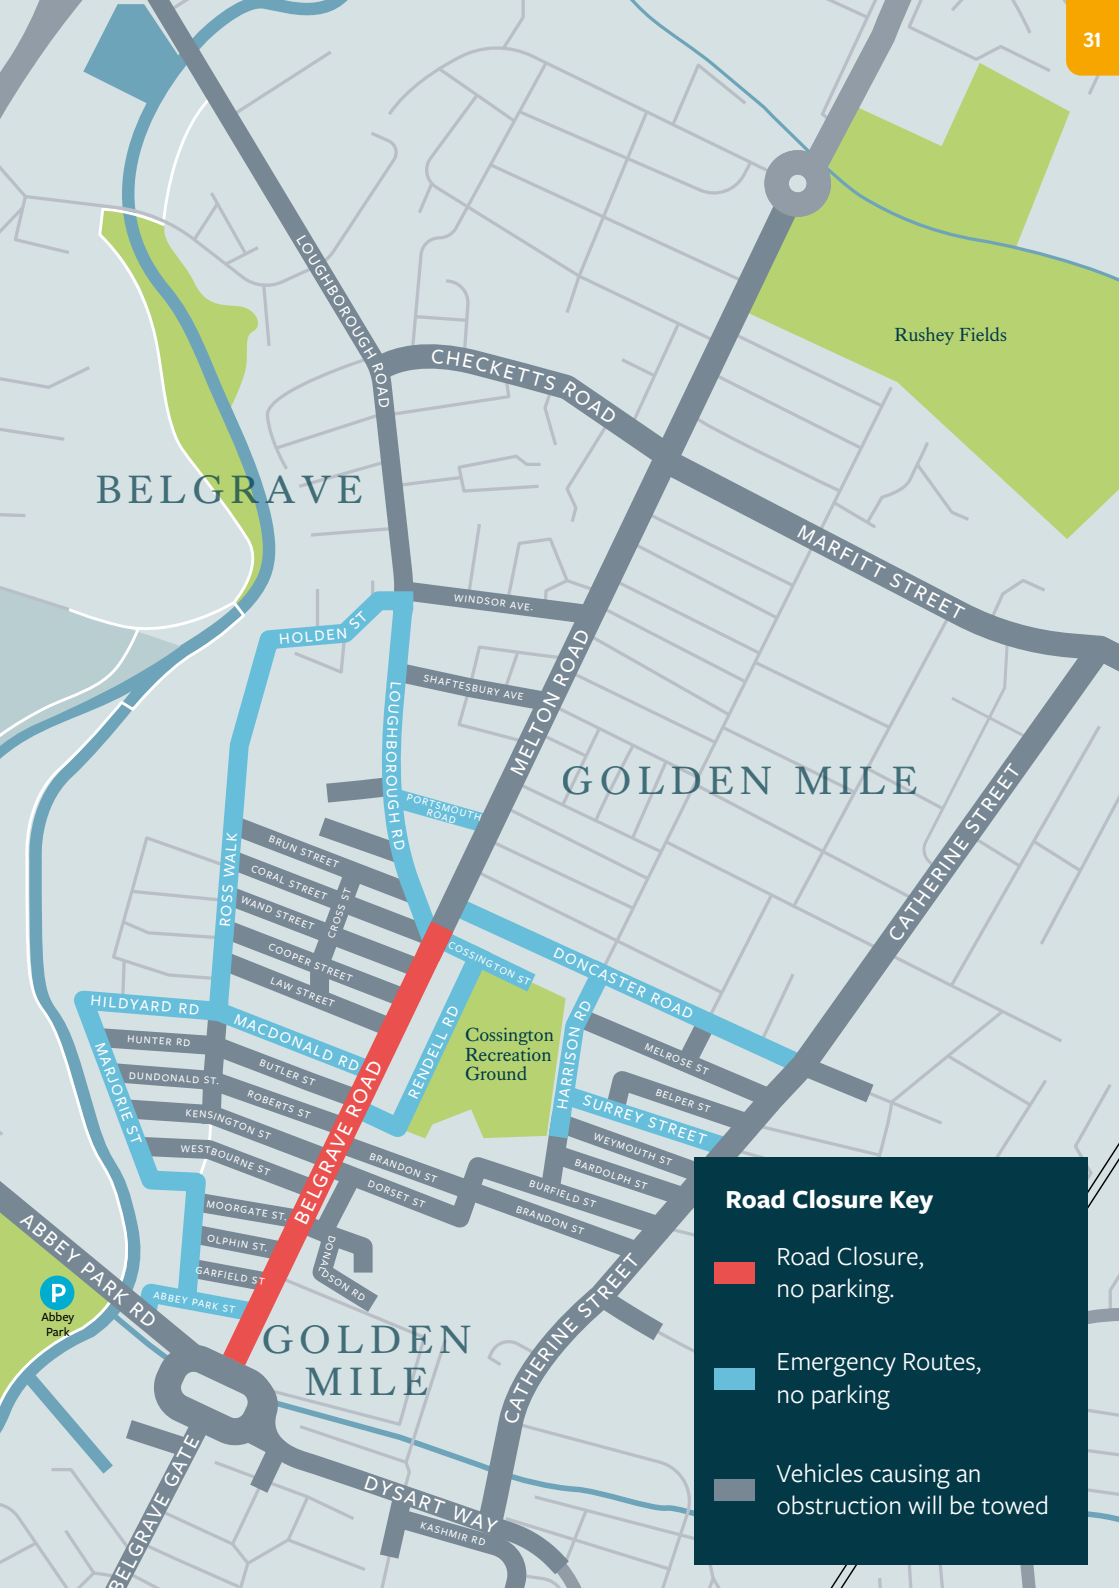 31
LOUGHBOROUGH ROAD
CHECKETTS ROAD
Rushey Fields
BELGRAVE
MARFITT STREET
WINDSOR AVE.
HOLDEN ST
SHAFTESBURY AVE
LOUGHBOROUGH RD
MELTON ROAD
GOLDEN MILE
CATHERINE STREET
PORTSMOUTH
ROAD
ROSS WALK
BRUN STREET
CORAL STREET
WAND STREET
CROSS ST
COOPER STREET
LAW STREET
COSSINGTON ST
DONCASTER ROAD
HILDYARD RD
MACDONALD RD
RENDELL RD
Cossington
Recreation
Ground
HARRISON RD
MELROSE ST
HUNTER RD
BUTLER ST
MARJORIE ST
DUNDONALD ST.
ROBERTS ST
BELPER ST
SURREY STREET
KENSINGTON ST
WESTBOURNE ST
WEYMOUTH ST
BARDOLPH ST
BELGRAVE ROAD
BRANDON ST
DORSET ST
BURFIELD ST
BRANDON ST
MOORGATE ST.
OLPHIN ST.
GARFIELD ST
DONALDSON RD
ABBEY PARK ST
ABBEY PARK RD
P
Abbey
Park
GOLDEN
MILE
CATHERINE STREET
BELGRAVE GATE
DYSART WAY
KASHMIR RD
Road Closure Key
Road Closure,
no parking.
Emergency Routes,
no parking
Vehicles causing an
obstruction will be towed